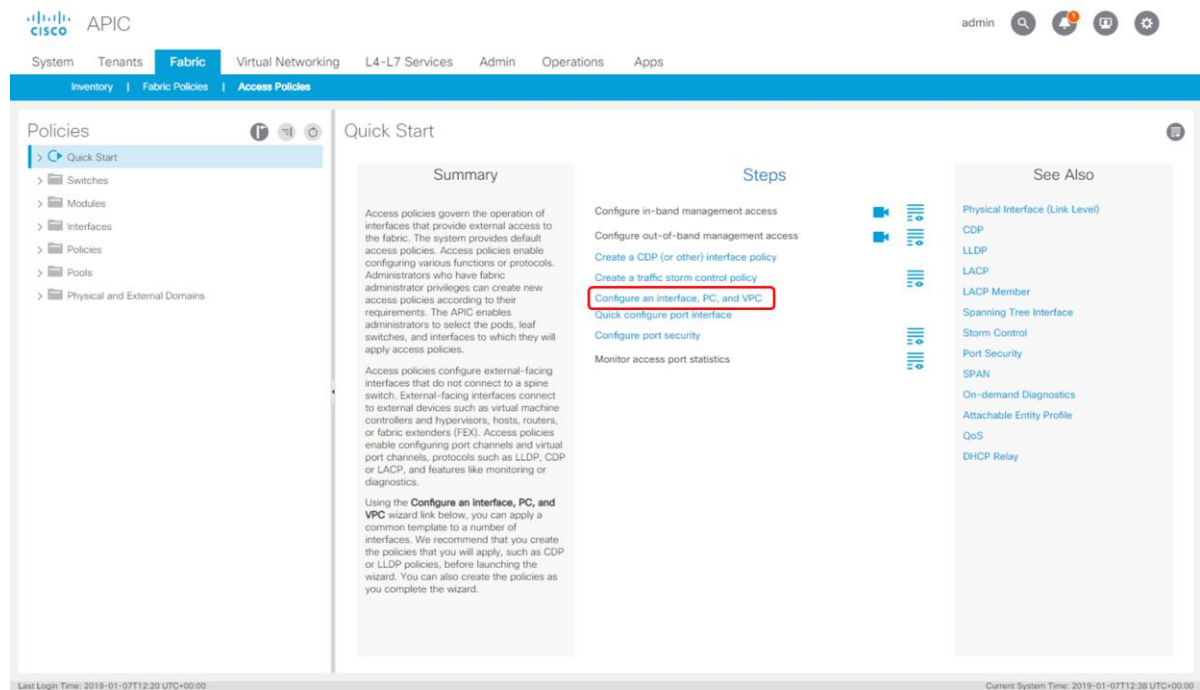 CISCO
APIC
admin
1
System Tenants Fabric Virtual Networking L4-L7 Services Admin Operations Apps
Inventory | Fabric Policies | Access Policies
Policies
Quick Start
Switches
Modules
Interfaces
Policies
Pools
Physical and External Domains
Quick Start
Summary
Access policies govern the operation of
interfaces that provide external access to
the fabric. The system provides default
access policies. Access policies enable
configuring various functions or protocols.
Administrators who have fabric
administrator privileges can create new
access policies according to their
requirements. The APIC enables
administrators to select the pods, leaf
switches, and interfaces to which they will
apply access policies.
Access policies configure external-facing
interfaces that do not connect to a spine
switch. External-facing interfaces connect
to external devices such as virtual machine
controllers and hypervisors, hosts, routers,
or fabric extenders (FEX). Access policies
enable configuring port channels and virtual
port channels, protocols such as LLDP, CDP
or LACP, and features like monitoring or
diagnostics.
Using the Configure an interface, PC, and
VPC wizard link below, you can apply a
common template to a number of
interfaces. We recommend that you create
the policies that you will apply, such as CDP
or LLDP policies, before launching the
wizard. You can also create the policies as
you complete the wizard.
Steps
Configure in-band management access
Configure out-of-band management access
Create a CDP (or other) interface policy
Create a traffic storm control policy
Configure an interface, PC, and VPC
Quick configure port interface
Configure port security
Monitor access port statistics
See Also
Physical Interface (Link Level)
CDP
LLDP
LACP
LACP Member
Spanning Tree Interface
Storm Control
Port Security
SPAN
On-demand Diagnostics
Attachable Entity Profile
QoS
DHCP Relay
Last Login Time: 2019-01-07T12:20 UTC+00:00
Current System Time: 2019-01-07T12:38 UTC+00:00